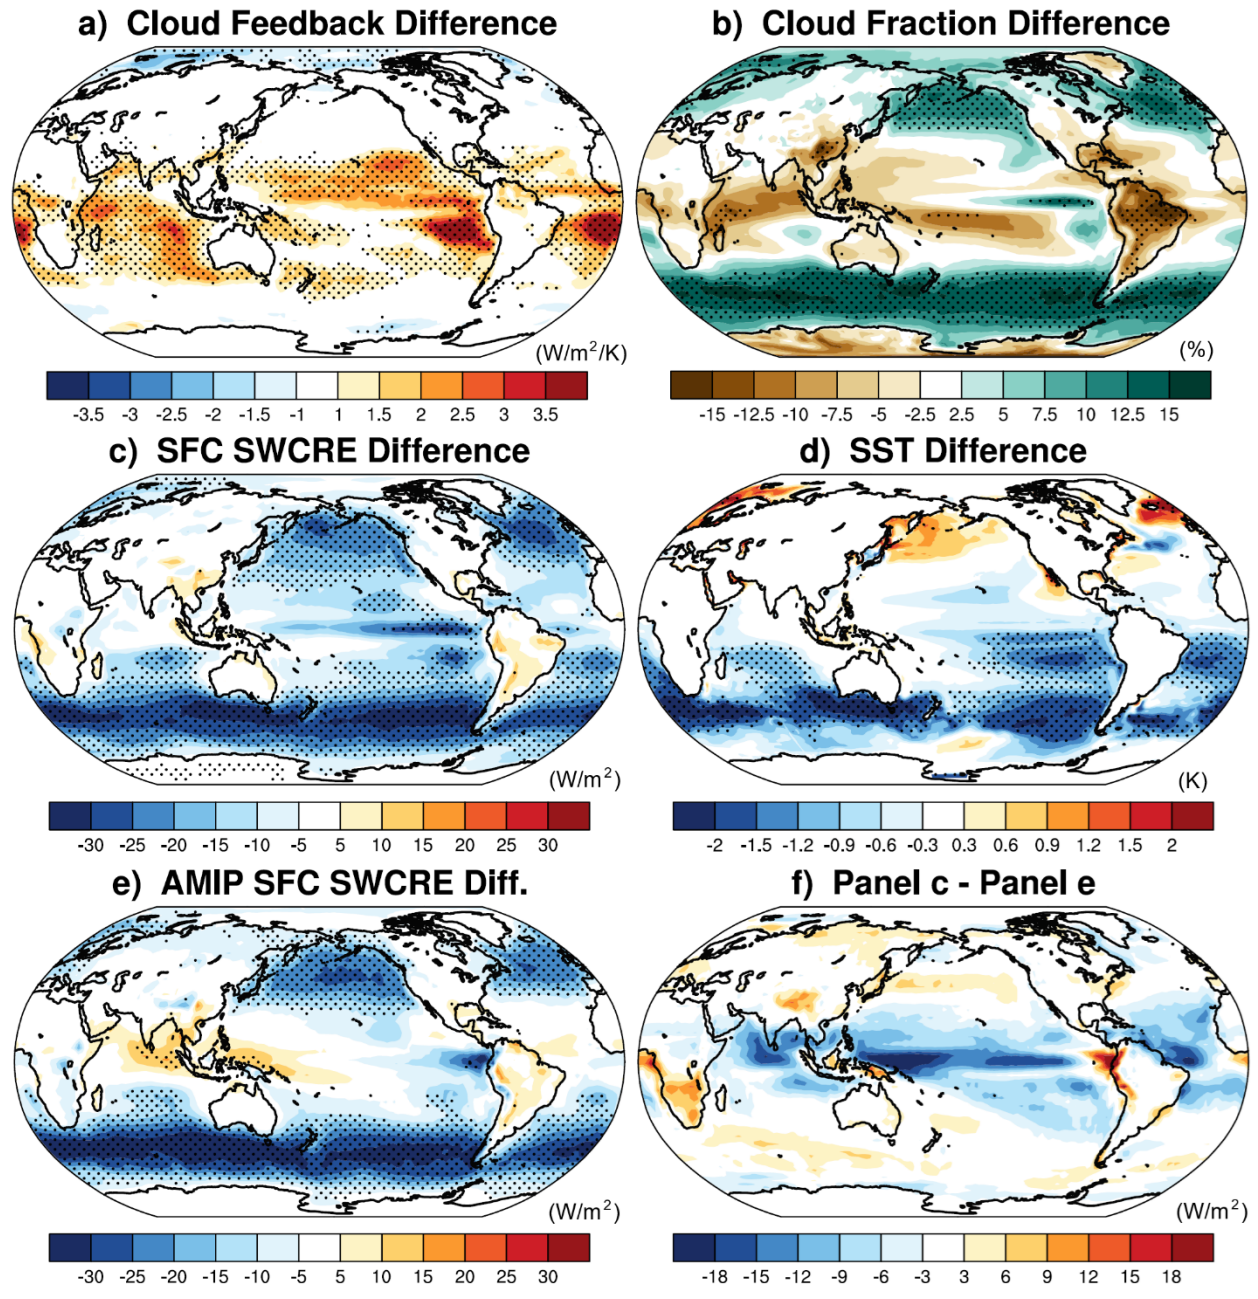 a) Cloud Feedback Difference
b) Cloud Fraction Difference
(W/m²/K)
(%)
-3.5 -3 -2.5 -2 -1.5 -1 1 1.5 2 2.5 3 3.5
-15 -12.5 -10 -7.5 -5 -2.5 2.5 5 7.5 10 12.5 15
c) SFC SWCRE Difference
d) SST Difference
(W/m²)
(K)
-30 -25 -20 -15 -10 -5 5 10 15 20 25 30
-2 -1.5 -1.2 -0.9 -0.6 -0.3 0.3 0.6 0.9 1.2 1.5 2
e) AMIP SFC SWCRE Diff.
f) Panel c - Panel e
(W/m²)
(W/m²)
-30 -25 -20 -15 -10 -5 5 10 15 20 25 30
-18 -15 -12 -9 -6 -3 3 6 9 12 15 18